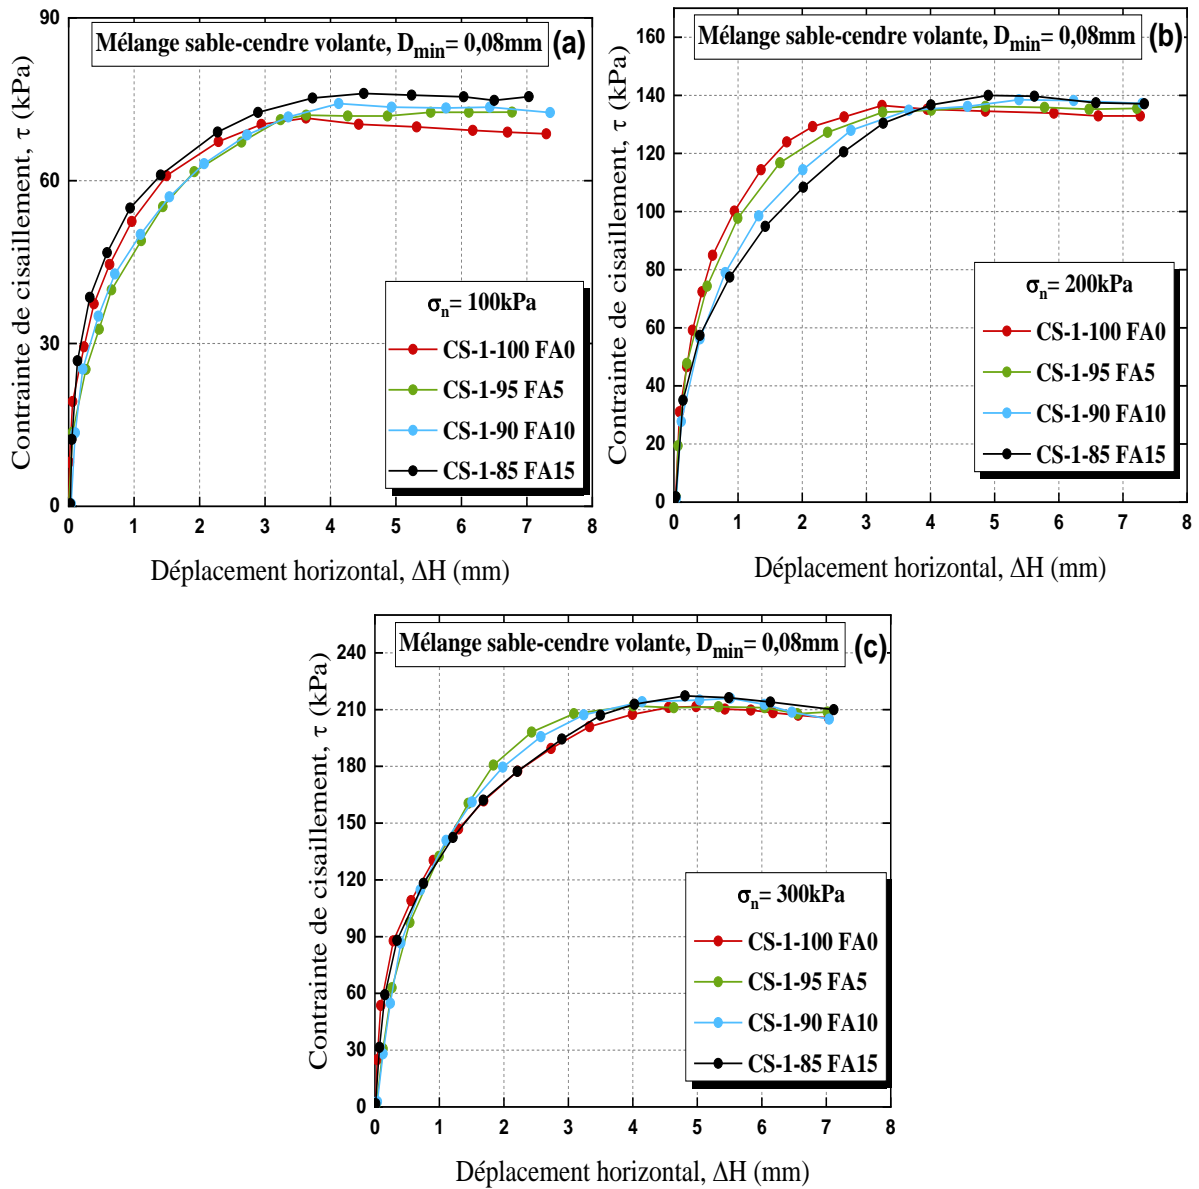 Mélange sable-cendre volante, Dmin= 0,08mm
(a)
Contrainte de cisaillement, τ (kPa)
90
60
30
0
σn= 100kPa
CS-1-100 FA0
CS-1-95 FA5
CS-1-90 FA10
CS-1-85 FA15
0 1 2 3 4 5 6 7 8
Déplacement horizontal, ΔH (mm)
Mélange sable-cendre volante, Dmin= 0,08mm
(b)
Contrainte de cisaillement, τ (kPa)
160
140
120
100
80
60
40
20
0
σn= 200kPa
CS-1-100 FA0
CS-1-95 FA5
CS-1-90 FA10
CS-1-85 FA15
0 1 2 3 4 5 6 7 8
Déplacement horizontal, ΔH (mm)
Mélange sable-cendre volante, Dmin= 0,08mm
(c)
Contrainte de cisaillement, τ (kPa)
240
210
180
150
120
90
60
30
0
σn= 300kPa
CS-1-100 FA0
CS-1-95 FA5
CS-1-90 FA10
CS-1-85 FA15
0 1 2 3 4 5 6 7 8
Déplacement horizontal, ΔH (mm)